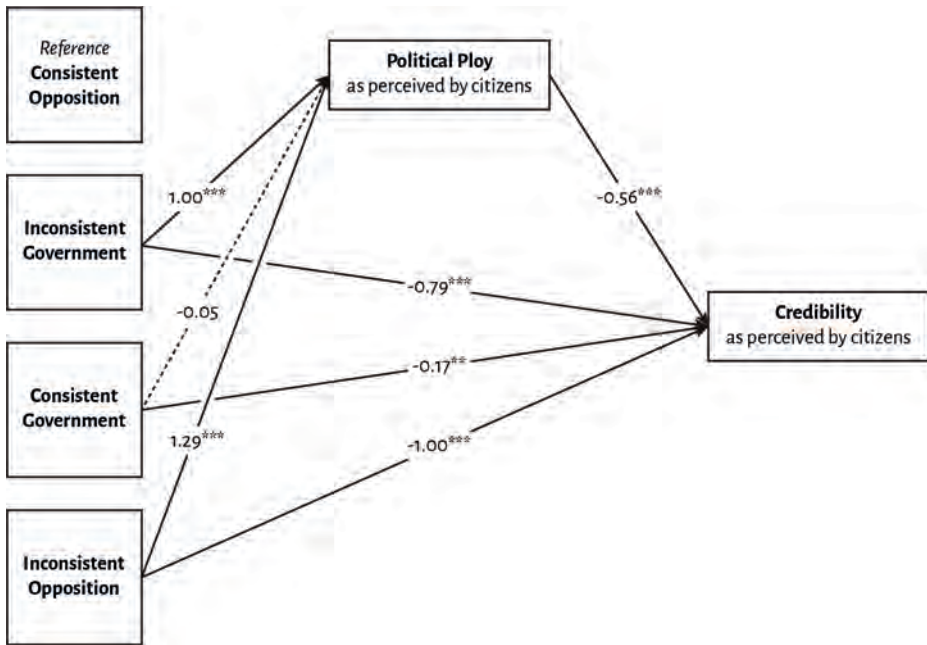 Reference
Consistent
Opposition
Political Ploy
as perceived by citizens
1.00***
-0.56***
Inconsistent
Government
-0.79***
-0.05
Credibility
as perceived by citizens
-0.17**
Consistent
Government
1.29***
-1.00***
Inconsistent
Opposition